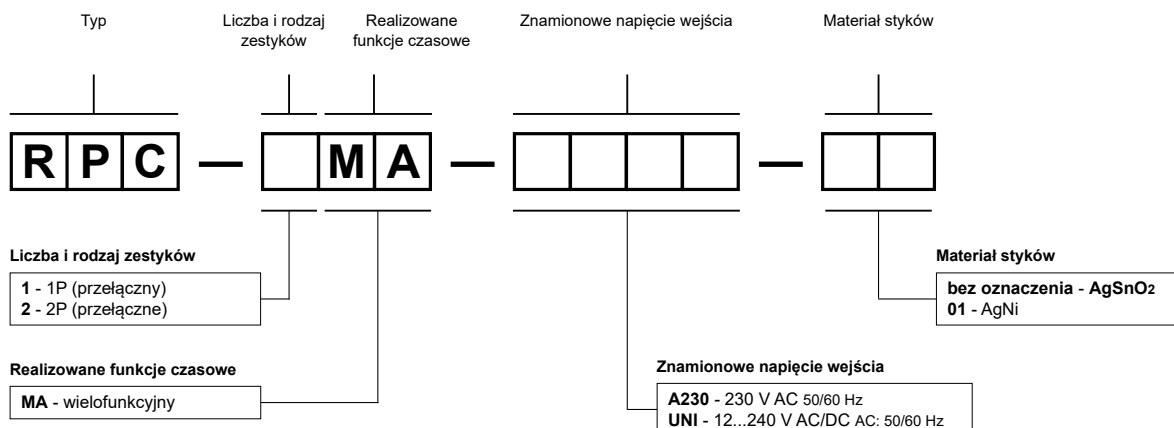 Typ
Liczba i rodzaj
zestyków
Realizowane
funkcje czasowe
Znamionowe napięcie wejścia
Materiał styków
R P C — M A — —
Liczba i rodzaj zestyków
1 - 1P (przełączny)
2 - 2P (przełączne)
Realizowane funkcje czasowe
MA - wielofunkcyjny
Materiał styków
bez oznaczenia - AgSnO2
01 - AgNi
Znamionowe napięcie wejścia
A230 - 230 V AC 50/60 Hz
UNI - 12...240 V AC/DC AC: 50/60 Hz